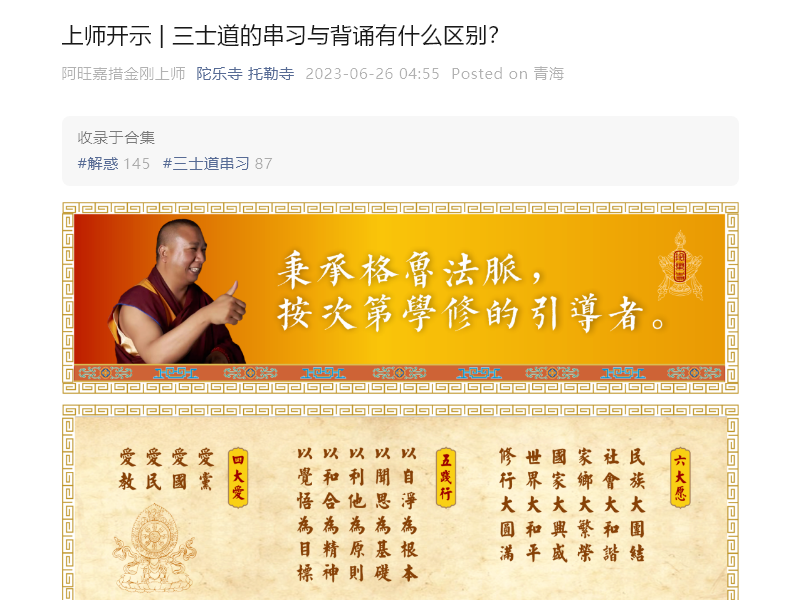 上师开示 | 三士道的串习与背诵有什么区别？
阿旺嘉措金刚上师 陀乐寺 托勒寺 2023-06-26 04:55 Posted on 青海
收录于合集
#解惑 145 #三士道串习 87
秉承格魯法脈，
按次第學修的引導者。
六大愿
民族大團結
社會大和諧
家鄉大繁榮
國家大興盛
世界大和平
修行大圓滿
五踐行
以自淨為根本
以聞思為基礎
以利他為原則
以和合為精神
以覺悟為目標
四大愛
愛黨
愛國
愛民
愛教